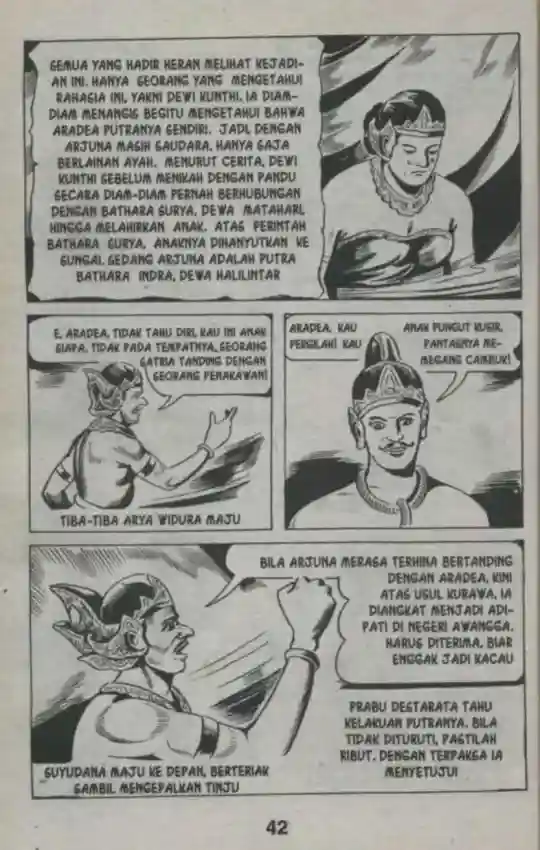 SEMUA YANG HADIR HERAN MELIHAT KEJADI-
AN INI. HANYA SEORANG YANG MENGETAHUI
RAHASIA INI, YAKNI DEWI KUNTHI. IA DIAM-
DIAM MENANGIS BEGITU MENGETAHUI BAHWA
ARADEA PUTRANYA SENDIRI. JADI DENGAN
ARJUNA MASIH SAUDARA, HANYA SAJA
BERLAINAN AYAH. MENURUT CERITA, DEWI
KUNTHI SEBELUM MENIKAH DENGAN PANDU
SECARA DIAM-DIAM PERNAH BERHUBUNGAN
DENGAN BATHARA SURYA, DEWA MATAHARI,
HINGGA MELAHIRKAN ANAK. ATAS PERINTAH
BATHARA SURYA, ANAKNYA DIHANYUTKAN KE
SUNGAI. SEDANG ARJUNA ADALAH PUTRA
BATHARA INDRA, DEWA HALILINTAR
E, ARADEA, TIDAK TAHU DIRI, KAU INI ANAK
SIAPA, TIDAK PADA TEMPATNYA, SEORANG
SATRIA TANDING DENGAN
SEORANG PENAKAWAN!
TIBA-TIBA ARYA WIDURA MAJU
ARADEA, KAU
PERGILAH! KAU
ANAK PUNGUT KUSIR,
PANTASNYA ME-
MEGANG CAMBUK!
BILA ARJUNA MERASA TERHINA BERTANDING
DENGAN ARADEA, KINI
ATAS USUL KURAWA, IA
DIANGKAT MENJADI ADI-
PATI DI NEGERI AWANGGA.
HARUS DITERIMA, BIAR
ENGGAK JADI KACAU
SUYUDANA MAJU KE DEPAN, BERTERIAK
SAMBIL MENGEPALKAN TINJU
PRABU DESTARATA TAHU
KELAKUAN PUTRANYA. BILA
TIDAK DITURUTI, PASTILAH
RIBUT. DENGAN TERPAKSA IA
MENYETUJUI
42